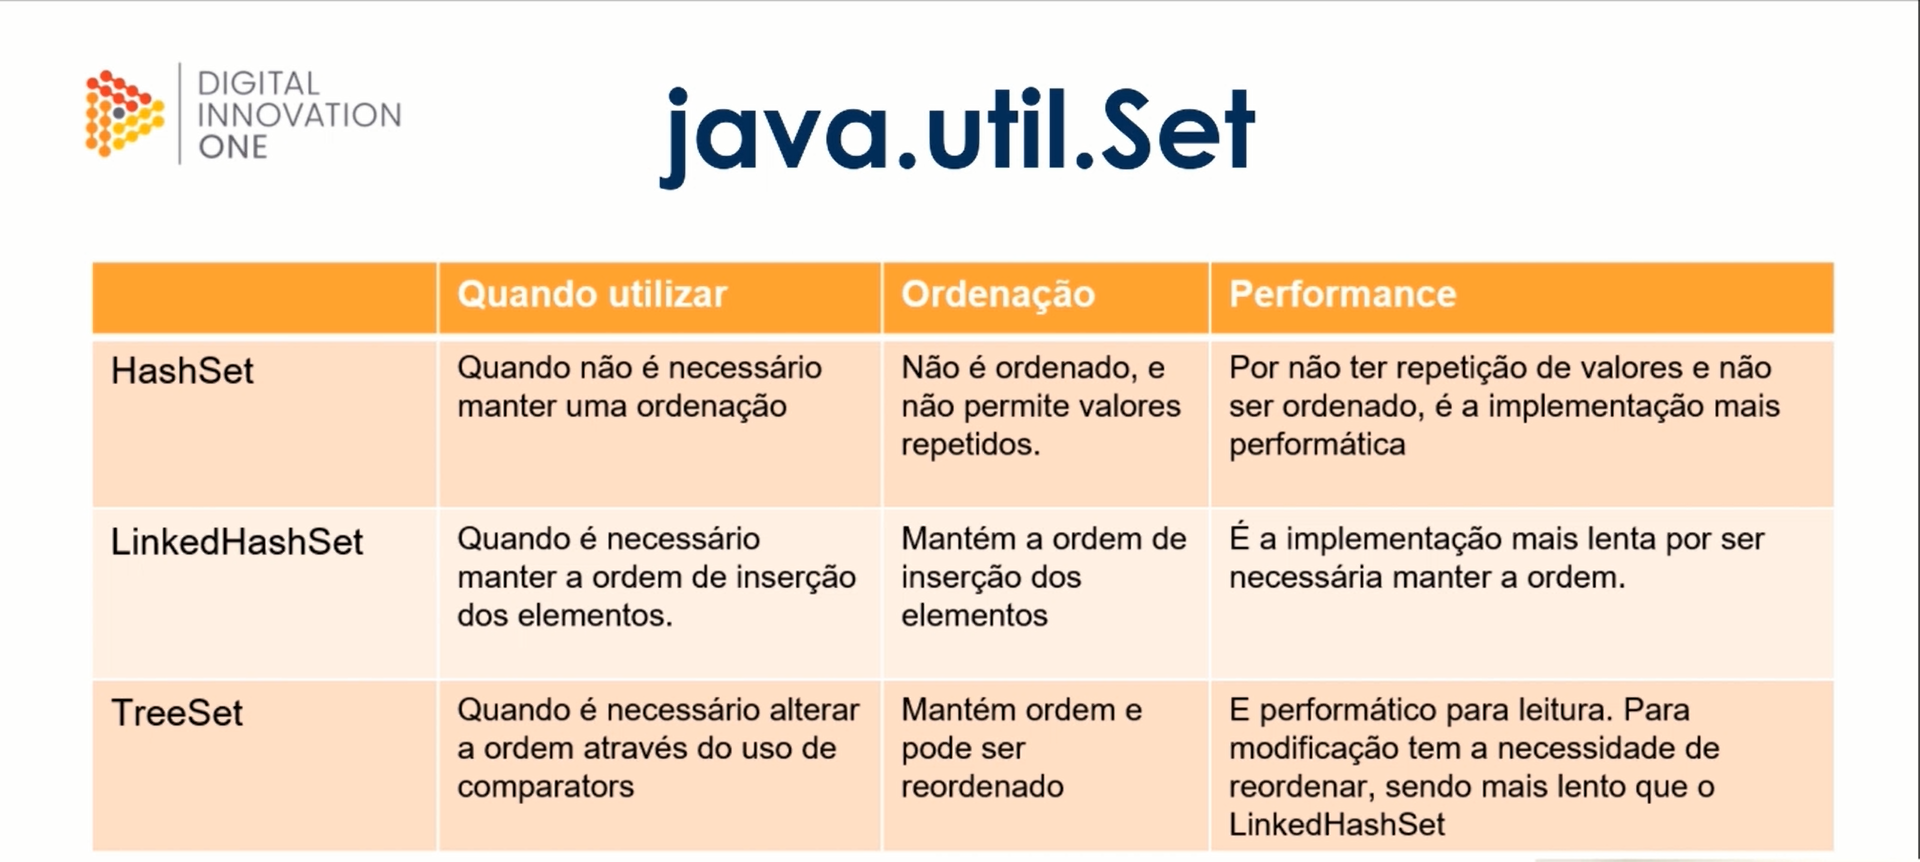 DIGITAL
INNOVATION
ONE
java.util.Set
Quando utilizar
Ordenação
Performance
HashSet
Quando não é necessário
manter uma ordenação
Não é ordenado, e
não permite valores
repetidos.
Por não ter repetição de valores e não
ser ordenado, é a implementação mais
performática
LinkedHashSet
Quando é necessário
manter a ordem de inserção
dos elementos.
Mantém a ordem de
inserção dos
elementos
É a implementação mais lenta por ser
necessária manter a ordem.
TreeSet
Quando é necessário alterar
a ordem através do uso de
comparators
Mantém ordem e
pode ser
reordenado
E performático para leitura. Para
modificação tem a necessidade de
reordenar, sendo mais lento que o
LinkedHashSet